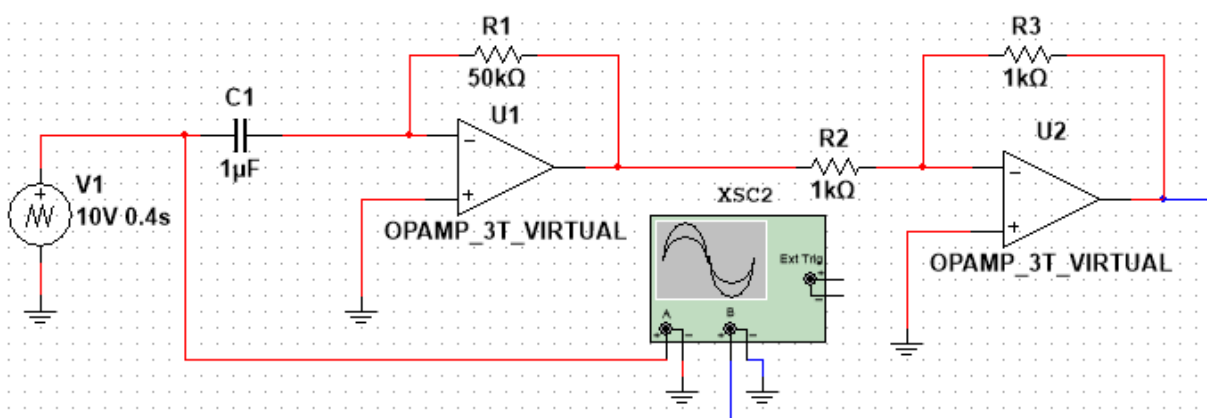 R1
50kΩ
R3
1kΩ
C1
1µF
U1
U2
R2
1kΩ
V1
10V 0.4s
XSC2
OPAMP_3T_VIRTUAL
OPAMP_3T_VIRTUAL
Ext Trig
A
B